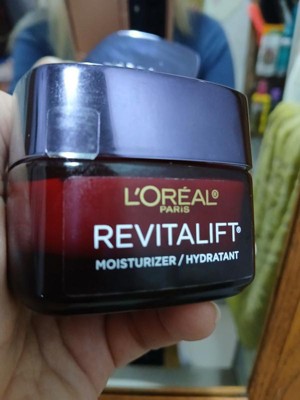 L'ORÉAL®
PARIS
REVITALIFT®
MOISTURIZER / HYDRATANT